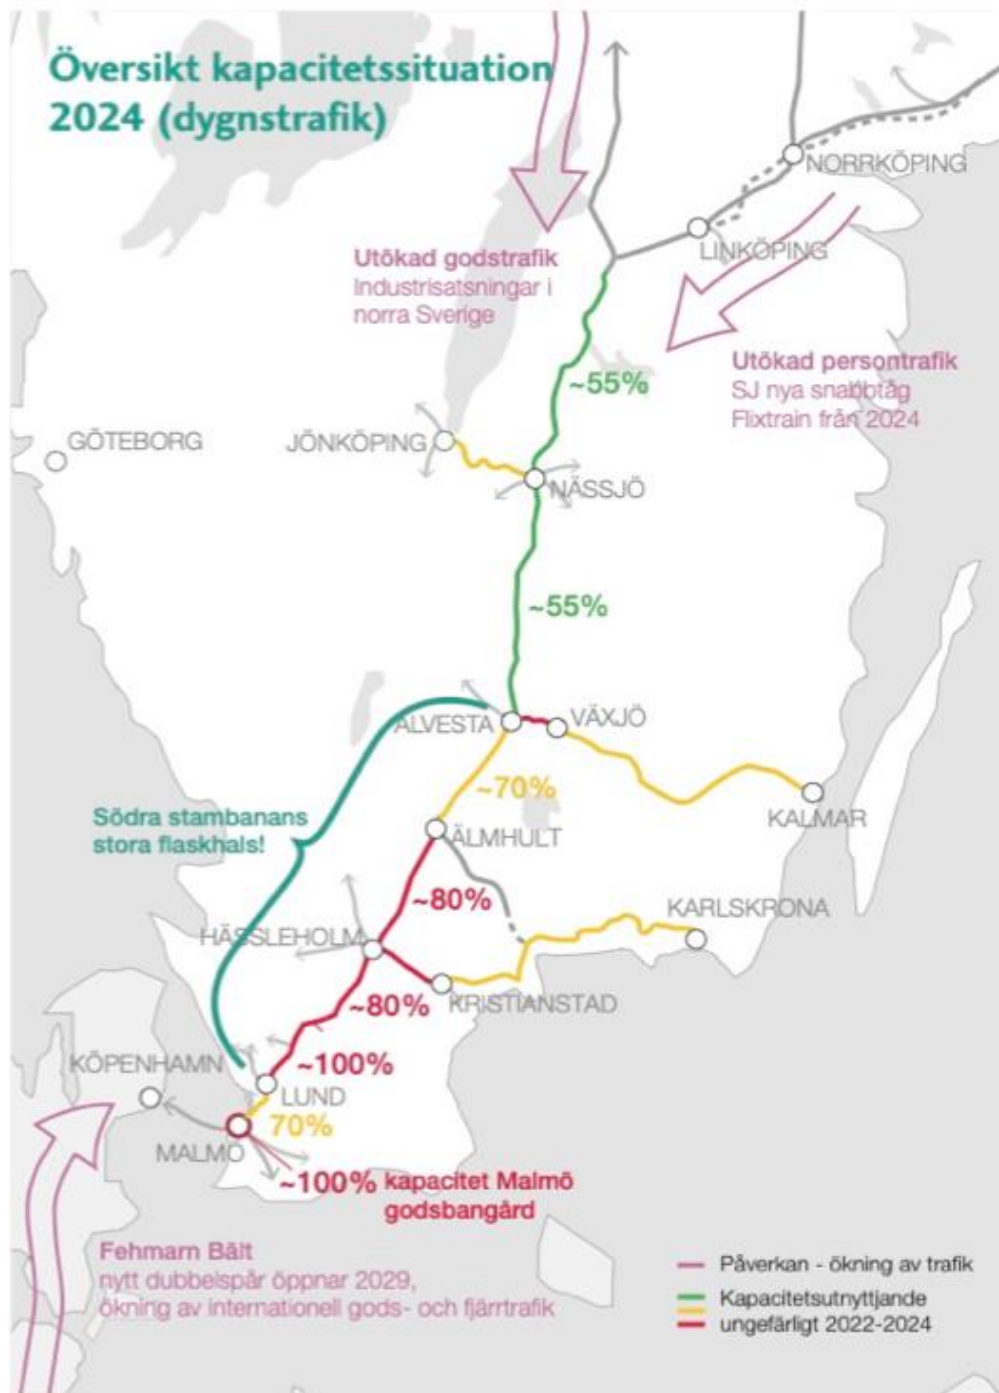 Översikt kapacitetssituation
2024 (dygnstrafik)
NORRKÖPING
LINKÖPING
Utökad godstrafik
Industrisatsningar i
norra Sverige
Utökad persontrafik
SJ nya snabbtåg
Flixtrain från 2024
~55%
GÖTEBORG
JÖNKÖPING
NÄSSJÖ
~55%
ALVESTA
VÄXJÖ
~70%
KALMAR
Södra stambanans
stora flaskhals!
ÄLMHULT
~80%
KARLSKRONA
HÄSSLEHOLM
~80%
KRISTIANSTAD
KÖPENHAMN
~100%
LUND
70%
MALMÖ
~100% kapacitet Malmö
godsbangård
Fehmarn Bält
nytt dubbelspår öppnar 2029,
ökning av internationell gods- och fjärrtrafik
Påverkan - ökning av trafik
Kapacitetsutnyttjande
ungefärligt 2022-2024